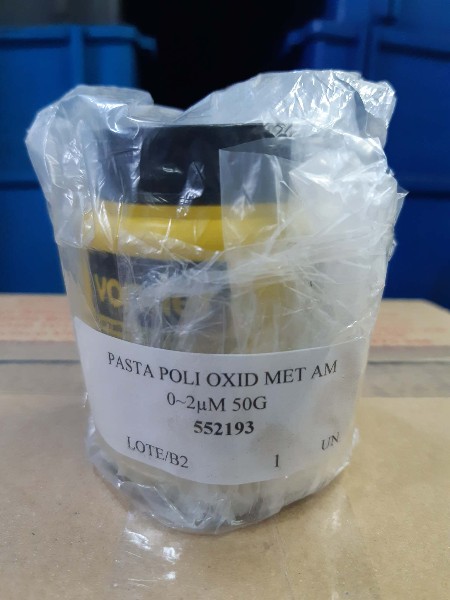 PASTA POLI OXID MET AM
0~2µM 50G
552193
LOTE/B2 1 UN